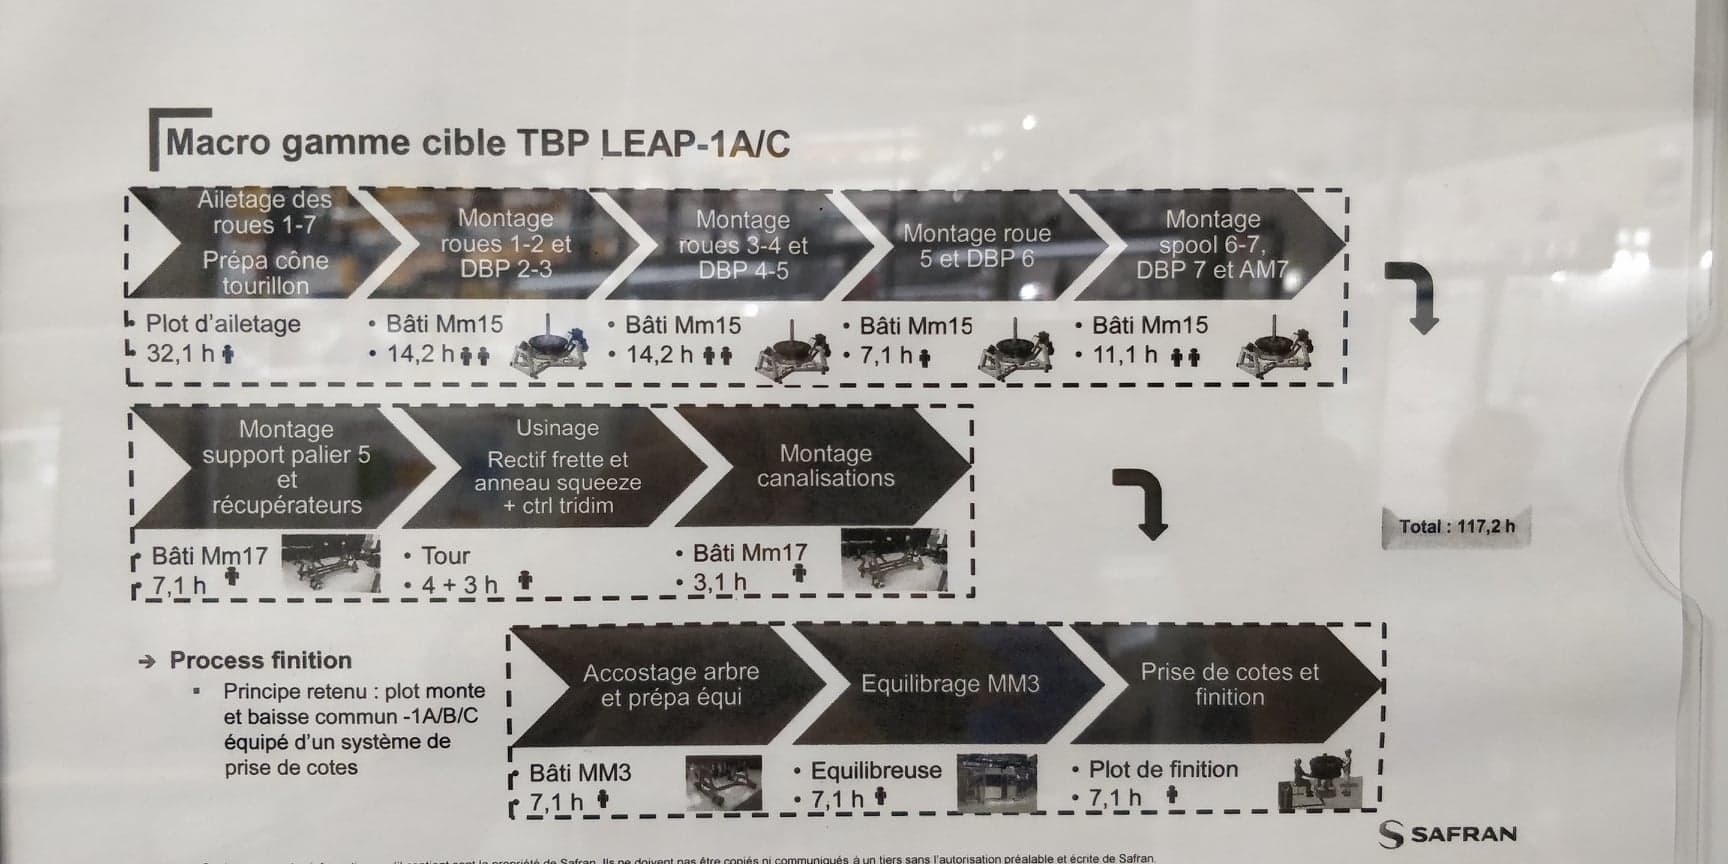 Macro gamme cible TBP LEAP-1A/C
Ailetage des
roues 1-7
Prépa cône
tourillon
Montage
roues 1-2 et
DBP 2-3
Montage
roues 3-4 et
DBP 4-5
Montage roue
5 et DBP 6
Montage
spool 6-7,
DBP 7 et AM7
Plot d'ailetage
32,1 h
• Bâti Mm15
• 14,2 h
• Bâti Mm15
• 14,2 h
• Bâti Mm15
• 7,1 h
• Bâti Mm15
• 11,1 h
Montage
support palier 5
et
récupérateurs
Usinage
Rectif frette et
anneau squeeze
+ ctrl tridim
Montage
canalisations
Bâti Mm17
7,1 h
• Tour
• 4 + 3 h
• Bâti Mm17
• 3,1 h
Total : 117,2 h
→ Process finition
▪ Principe retenu : plot monte
et baisse commun -1A/B/C
équipé d'un système de
prise de cotes
Accostage arbre
et prépa équi
Equilibrage MM3
Prise de cotes et
finition
Bâti MM3
7,1 h
• Equilibreuse
• 7,1 h
• Plot de finition
• 7,1 h
SAFRAN
la propriété de Safran. Ils ne doivent pas être copiés ni communiqués à un tiers sans l'autorisation préalable et écrite de Safran.